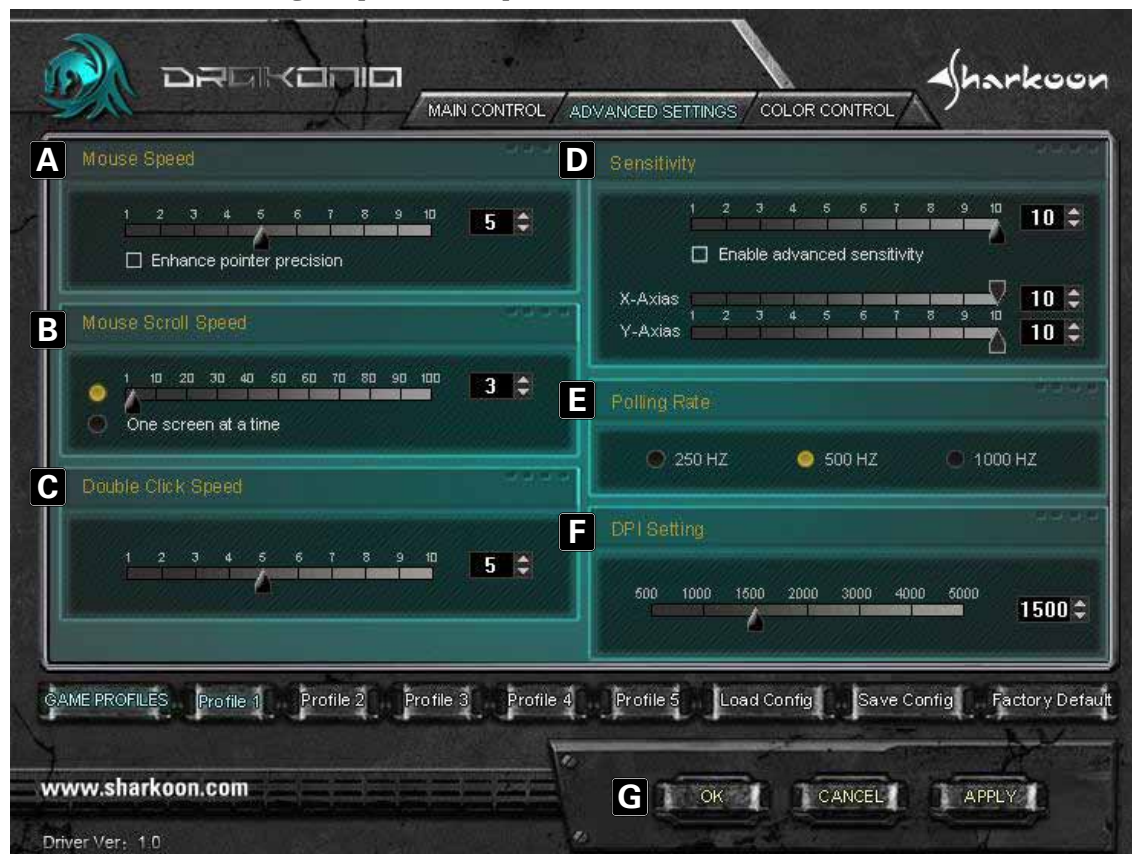 DRAKONIA
Sharkoon
MAIN CONTROL
ADVANCED SETTINGS
COLOR CONTROL
A
Mouse Speed
1 2 3 4 5 6 7 8 9 10
5
Enhance pointer precision
B
Mouse Scroll Speed
1 10 20 30 40 50 60 70 80 90 100
3
One screen at a time
C
Double Click Speed
1 2 3 4 5 6 7 8 9 10
5
D
Sensitivity
1 2 3 4 5 6 7 8 9 10
10
Enable advanced sensitivity
X-Axias
10
1 2 3 4 5 6 7 8 9 10
Y-Axias
10
E
Polling Rate
250 HZ
500 HZ
1000 HZ
F
DPI Setting
500 1000 1500 2000 3000 4000 5000
1500
GAME PROFILES
Profile 1
Profile 2
Profile 3
Profile 4
Profile 5
Load Config
Save Config
Factory Default
www.sharkoon.com
G
OK
CANCEL
APPLY
Driver Ver: 1.0